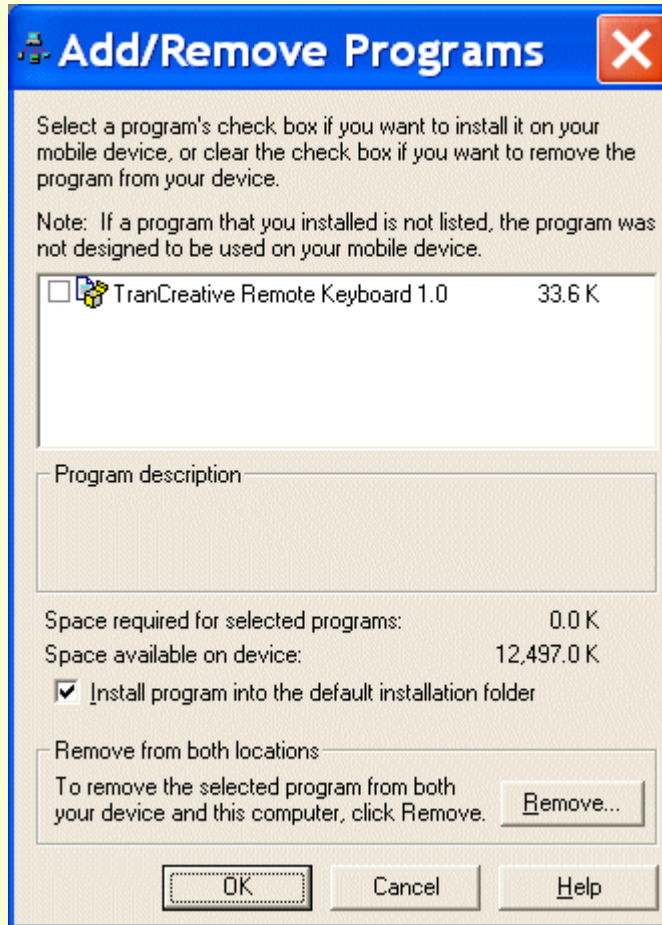 Add/Remove Programs
Select a program's check box if you want to install it on your
mobile device, or clear the check box if you want to remove the
program from your device.
Note: If a program that you installed is not listed, the program was
not designed to be used on your mobile device.
TranCreative Remote Keyboard 1.0 33.6 K
Program description
Space required for selected programs: 0.0 K
Space available on device: 12,497.0 K
Install program into the default installation folder
Remove from both locations
To remove the selected program from both
your device and this computer, click Remove.
Remove...
OK Cancel Help